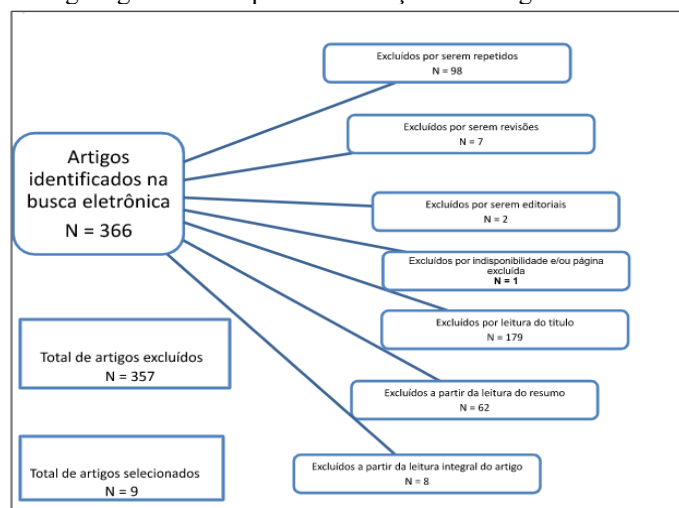 Excluídos por serem repetidos
N = 98
Excluídos por serem revisões
N = 7
Artigos
identificados na
busca eletrônica
N = 366
Excluídos por serem editoriais
N = 2
Excluídos por indisponibilidade e/ou página
excluída
N = 1
Excluídos por leitura do titulo
N = 179
Total de artigos excluídos
N = 357
Excluídos a partir da leitura do resumo
N = 62
Excluídos a partir da leitura integral do artigo
N = 8
Total de artigos selecionados
N = 9